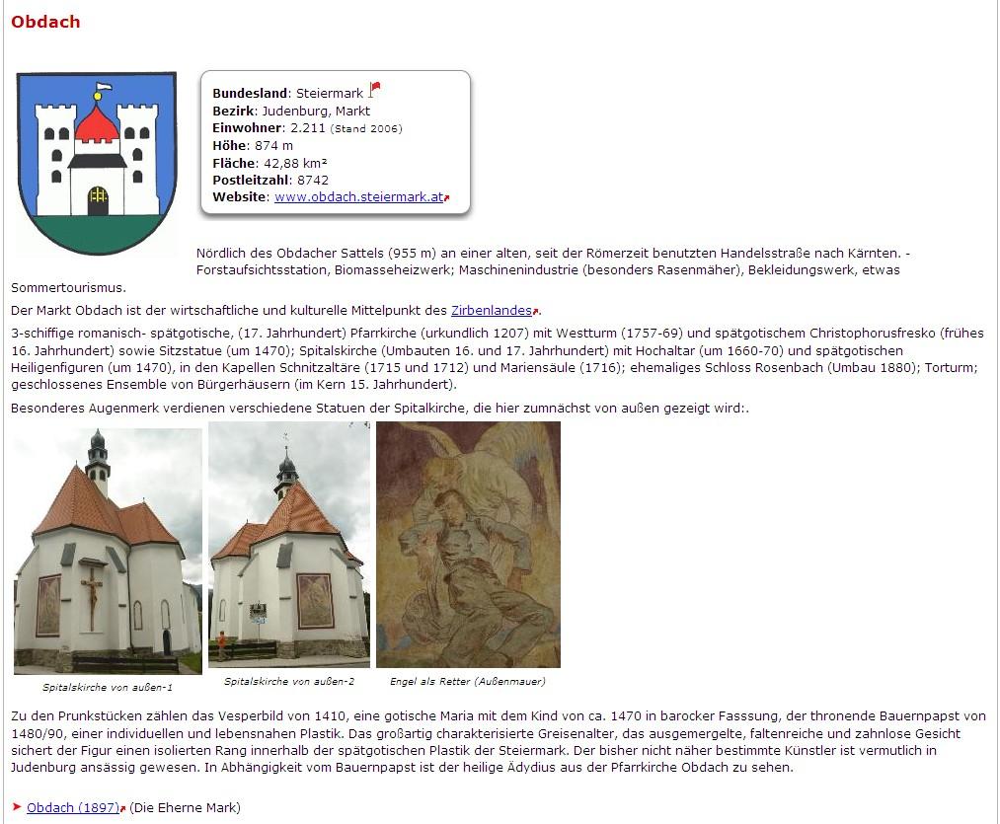 Obdach
Bundesland: Steiermark
Bezirk: Judenburg, Markt
Einwohner: 2.211 (Stand 2006)
Höhe: 874 m
Fläche: 42,88 km²
Postleitzahl: 8742
Website: www.obdach.steiermark.at
Nördlich des Obdacher Sattels (955 m) an einer alten, seit der Römerzeit benutzten Handelsstraße nach Kärnten. -
Forstaufsichtsstation, Biomasseheizwerk; Maschinenindustrie (besonders Rasenmäher), Bekleidungswerk, etwas
Sommertourismus.
Der Markt Obdach ist der wirtschaftliche und kulturelle Mittelpunkt des Zirbenlandes.
3-schiffige romanisch- spätgotische, (17. Jahrhundert) Pfarrkirche (urkundlich 1207) mit Westturm (1757-69) und spätgotischem Christophorusfresko (frühes
16. Jahrhundert) sowie Sitzstatue (um 1470); Spitalskirche (Umbauten 16. und 17. Jahrhundert) mit Hochaltar (um 1660-70) und spätgotischen
Heiligenfiguren (um 1470), in den Kapellen Schnitzaltäre (1715 und 1712) und Mariensäule (1716); ehemaliges Schloss Rosenbach (Umbau 1880); Torturm;
geschlossenes Ensemble von Bürgerhäusern (im Kern 15. Jahrhundert).
Besonderes Augenmerk verdienen verschiedene Statuen der Spitalkirche, die hier zumnächst von außen gezeigt wird:.
Spitalskirche von außen-1
Spitalskirche von außen-2
Engel als Retter (Außenmauer)
Zu den Prunkstücken zählen das Vesperbild von 1410, eine gotische Maria mit dem Kind von ca. 1470 in barocker Fasssung, der thronende Bauernpapst von
1480/90, einer individuellen und lebensnahen Plastik. Das großartig charakterisierte Greisenalter, das ausgemergelte, faltenreiche und zahnlose Gesicht
sichert der Figur einen isolierten Rang innerhalb der spätgotischen Plastik der Steiermark. Der bisher nicht näher bestimmte Künstler ist vermutlich in
Judenburg ansässig gewesen. In Abhängigkeit vom Bauernpapst ist der heilige Ädydius aus der Pfarrkirche Obdach zu sehen.
Obdach (1897) (Die Eherne Mark)